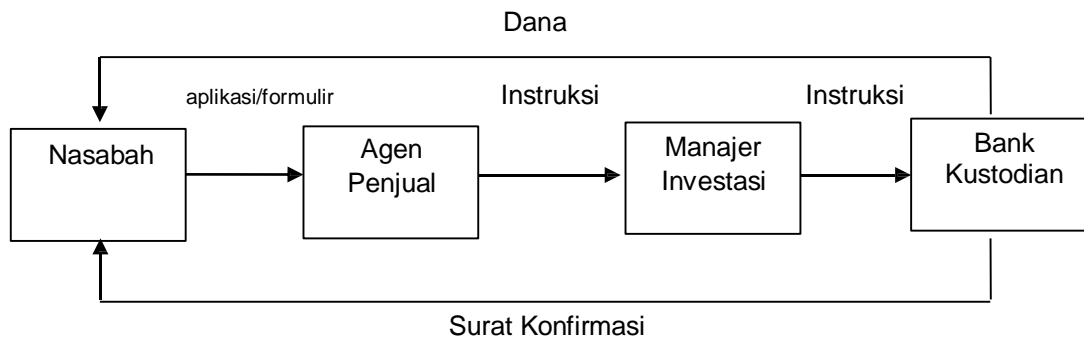 Dana
aplikasi/formulir
Instruksi
Instruksi
Nasabah
Agen
Penjual
Manajer
Investasi
Bank
Kustodian
Surat Konfirmasi